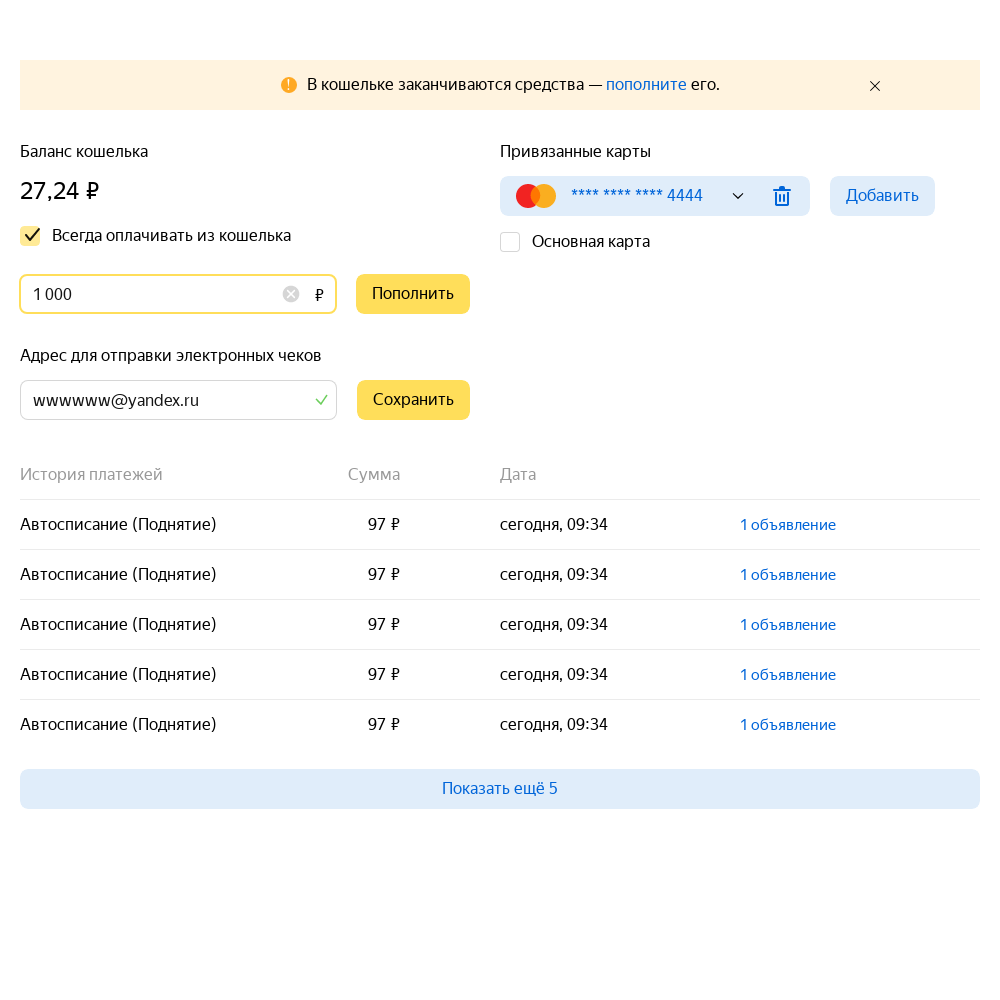 В кошельке заканчиваются средства — пополните его.
Баланс кошелька
27,24 ₽
Всегда оплачивать из кошелька
1 000 ₽
Пополнить
Привязанные карты
**** **** **** 4444
Добавить
Основная карта
Адрес для отправки электронных чеков
wwwwww@yandex.ru
Сохранить
История платежей Сумма Дата
Автосписание (Поднятие) 97 ₽ сегодня, 09:34 1 объявление
Автосписание (Поднятие) 97 ₽ сегодня, 09:34 1 объявление
Автосписание (Поднятие) 97 ₽ сегодня, 09:34 1 объявление
Автосписание (Поднятие) 97 ₽ сегодня, 09:34 1 объявление
Автосписание (Поднятие) 97 ₽ сегодня, 09:34 1 объявление
Показать ещё 5